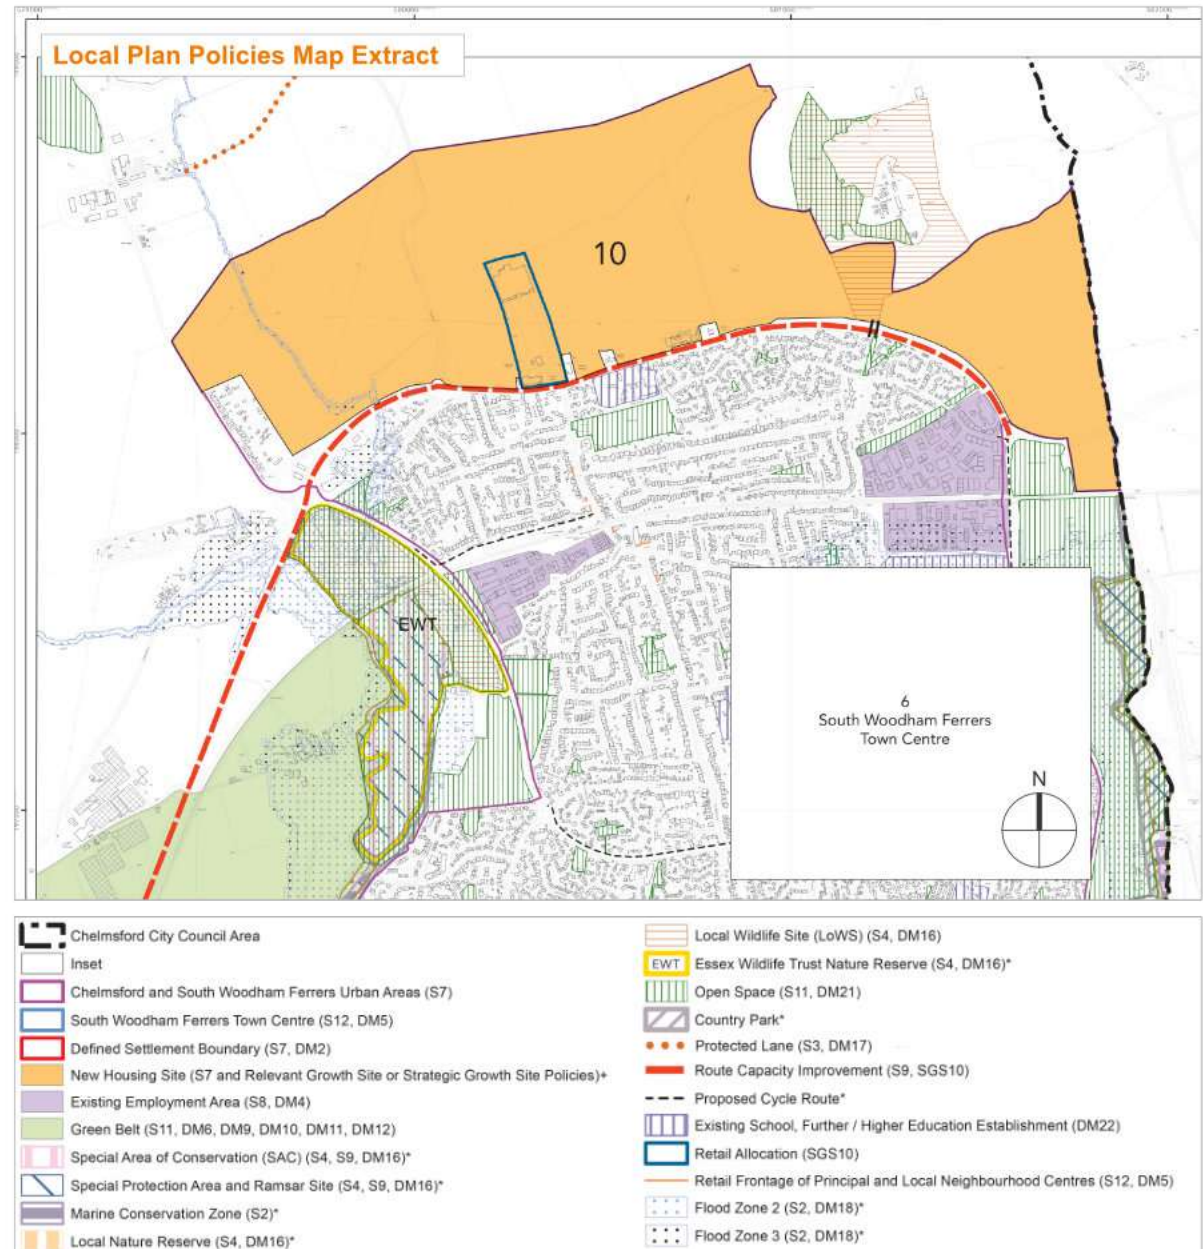 Local Plan Policies Map Extract
10
EWT
6
South Woodham Ferrers
Town Centre
N
Chelmsford City Council Area
Inset
Chelmsford and South Woodham Ferrers Urban Areas (S7)
South Woodham Ferrers Town Centre (S12, DM5)
Defined Settlement Boundary (S7, DM2)
New Housing Site (S7 and Relevant Growth Site or Strategic Growth Site Policies)+
Existing Employment Area (S8, DM4)
Green Belt (S11, DM6, DM9, DM10, DM11, DM12)
Special Area of Conservation (SAC) (S4, S9, DM16)*
Special Protection Area and Ramsar Site (S4, S9, DM16)*
Marine Conservation Zone (S2)*
Local Nature Reserve (S4, DM16)*
Local Wildlife Site (LoWS) (S4, DM16)
EWT Essex Wildlife Trust Nature Reserve (S4, DM16)*
Open Space (S11, DM21)
Country Park*
Protected Lane (S3, DM17)
Route Capacity Improvement (S9, SGS10)
Proposed Cycle Route*
Existing School, Further / Higher Education Establishment (DM22)
Retail Allocation (SGS10)
Retail Frontage of Principal and Local Neighbourhood Centres (S12, DM5)
Flood Zone 2 (S2, DM18)*
Flood Zone 3 (S2, DM18)*